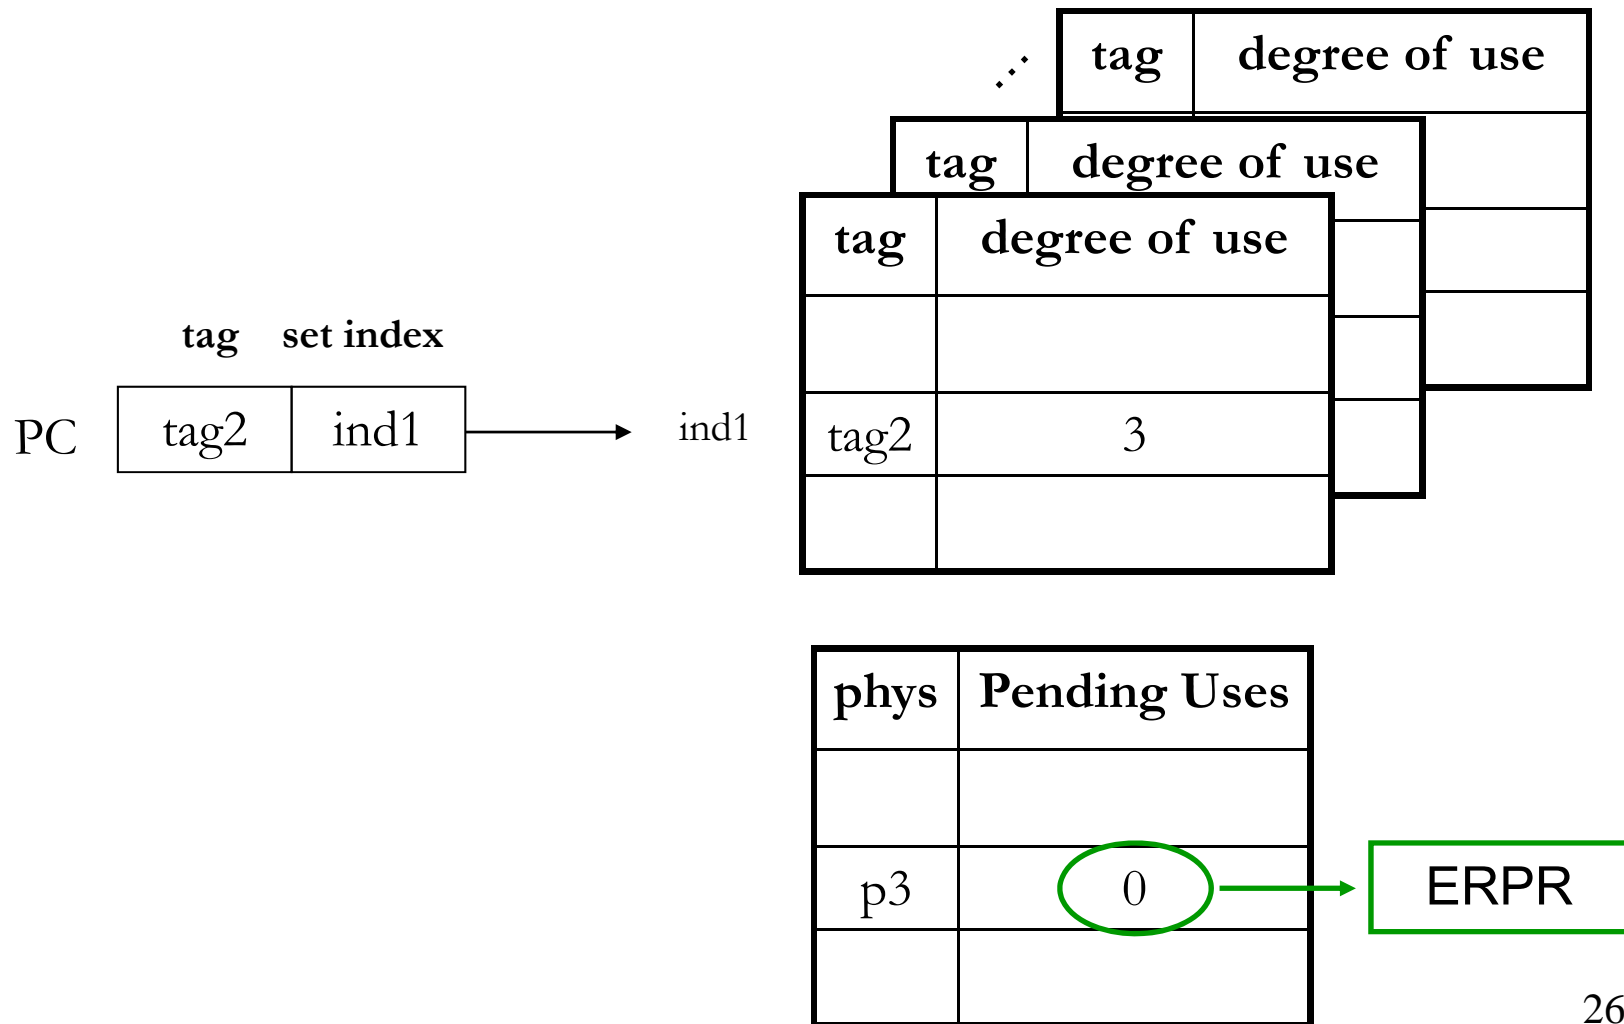 tag degree of use
tag degree of use
tag degree of use
tag set index
PC tag2 ind1 ind1 tag2 3
phys Pending Uses
p3 0 ERPR
26